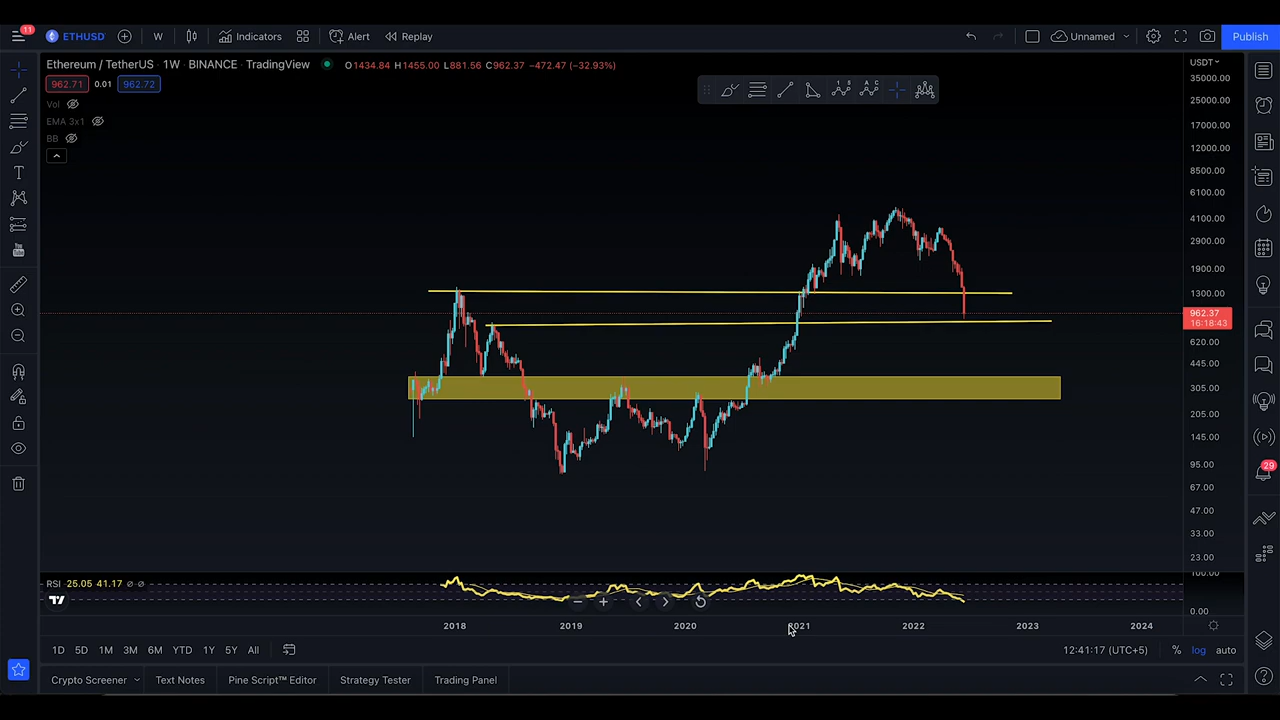 11
ETHUSD
W
Indicators
Alert
Replay
Unnamed
Publish
Ethereum / TetherUS · 1W · BINANCE · TradingView
O1434.84 H1455.00 L881.56 C962.37 −472.47 (−32.93%)
962.71 0.01 962.72
Vol
EMA 3x1
BB
USDT
35000.00
25000.00
17000.00
12000.00
8500.00
6100.00
4100.00
2900.00
1900.00
1300.00
962.37
16:18:43
620.00
445.00
305.00
205.00
145.00
95.00
67.00
47.00
33.00
23.00
100.00
0.00
RSI 25.05 41.17 ∅ ∅
2018 2019 2020 2021 2022 2023 2024
1D 5D 1M 3M 6M YTD 1Y 5Y All
12:41:17 (UTC+5) % log auto
Crypto Screener Text Notes Pine Script™ Editor Strategy Tester Trading Panel
29